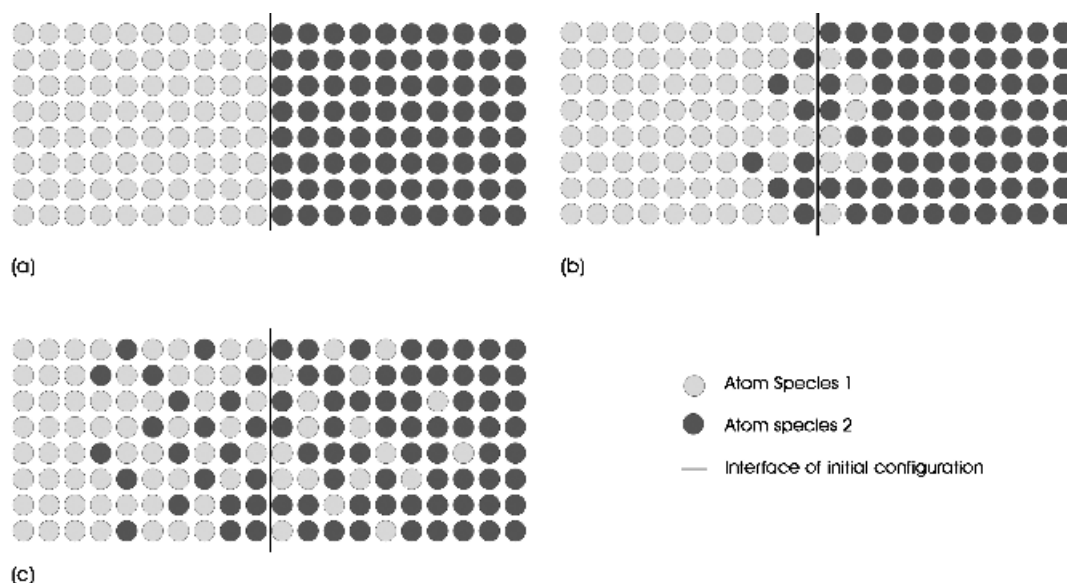 (a)
(b)
Atom Species 1
Atom species 2
Interface of initial configuration
(c)